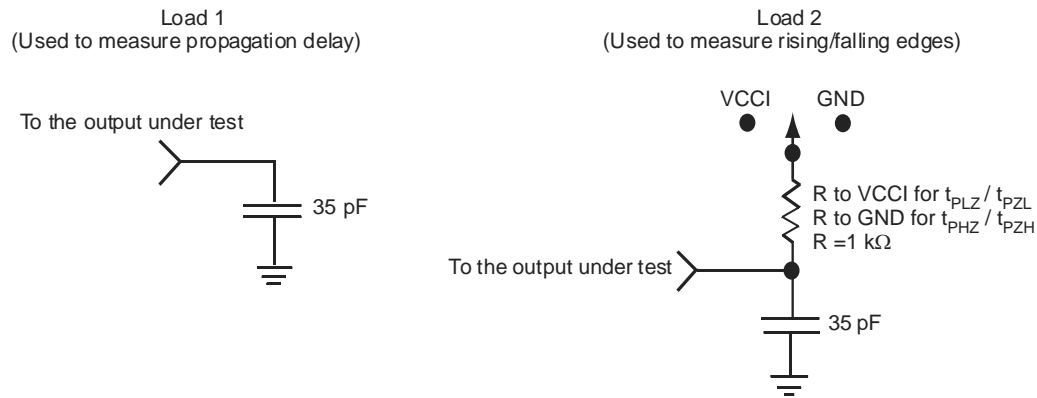 Load 1
(Used to measure propagation delay)
To the output under test
35 pF
Load 2
(Used to measure rising/falling edges)
VCCI
GND
R to VCCI for tPLZ / tPZL
R to GND for tPHZ / tPZH
R =1 kΩ
To the output under test
35 pF